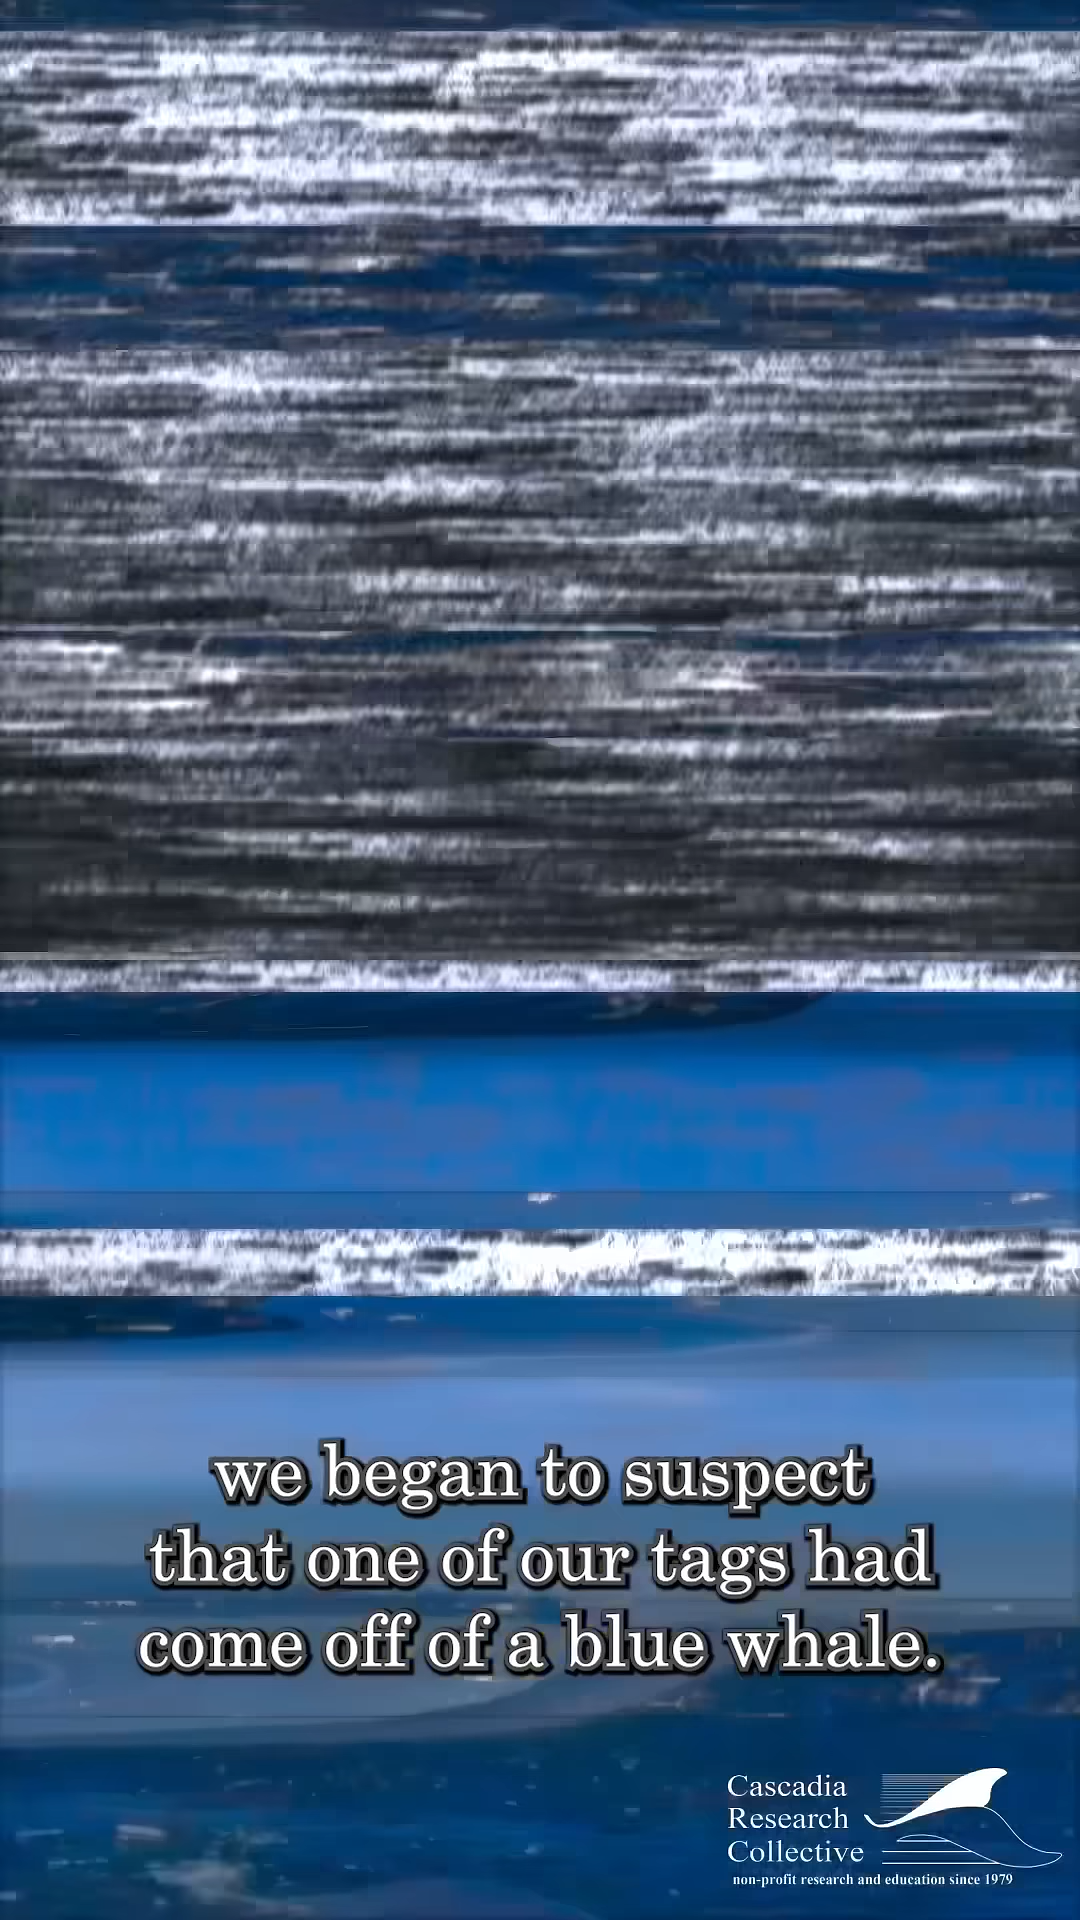 we began to suspect
that one of our tags had
come off of a blue whale.
Cascadia
Research
Collective
non-profit research and education since 1979